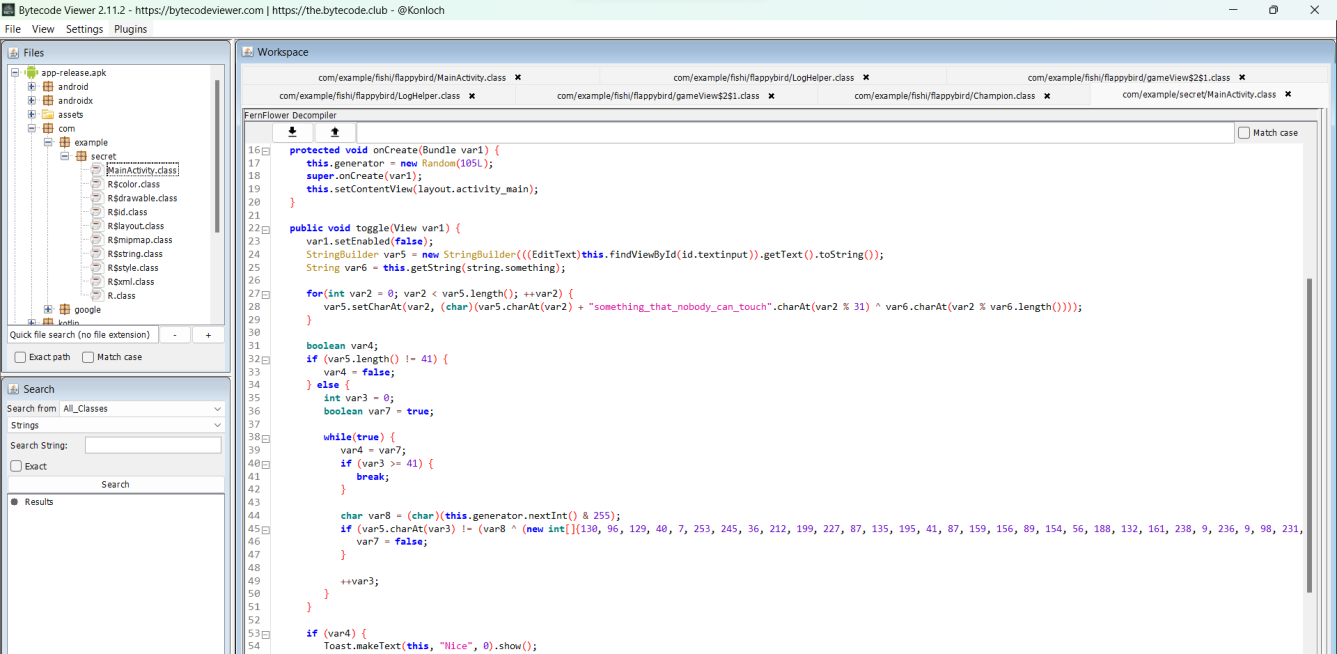 Bytecode Viewer 2.11.2 - https://bytecodeviewer.com | https://the.bytecode.club - @Konloch
File View Settings Plugins
Files
app-release.apk
android
androidx
assets
com
example
secret
MainActivity.class
R$color.class
R$drawable.class
R$id.class
R$layout.class
R$mipmap.class
R$string.class
R$style.class
R$xml.class
R.class
google
kotlin
Quick file search (no file extension) - +
Exact path Match case
Search
Search from All_Classes
Strings
Search String:
Exact
Search
Results
Workspace
com/example/fishi/flappybird/MainActivity.class × com/example/fishi/flappybird/LogHelper.class × com/example/fishi/flappybird/gameView$2$1.class ×
com/example/fishi/flappybird/LogHelper.class × com/example/fishi/flappybird/gameView$2$1.class × com/example/fishi/flappybird/Champion.class × com/example/secret/MainActivity.class ×
FernFlower Decompiler
Match case
16 protected void onCreate(Bundle var1) {
17 this.generator = new Random(105L);
18 super.onCreate(var1);
19 this.setContentView(layout.activity_main);
20 }
21
22 public void toggle(View var1) {
23 var1.setEnabled(false);
24 StringBuilder var5 = new StringBuilder(((EditText)this.findViewById(id.textinput)).getText().toString());
25 String var6 = this.getString(string.something);
26
27 for(int var2 = 0; var2 < var5.length(); ++var2) {
28 var5.setCharAt(var2, (char)(var5.charAt(var2) + "something_that_nobody_can_touch".charAt(var2 % 31) ^ var6.charAt(var2 % var6.length())));
29 }
30
31 boolean var4;
32 if (var5.length() != 41) {
33 var4 = false;
34 } else {
35 int var3 = 0;
36 boolean var7 = true;
37
38 while(true) {
39 var4 = var7;
40 if (var3 >= 41) {
41 break;
42 }
43
44 char var8 = (char)(this.generator.nextInt() & 255);
45 if (var5.charAt(var3) != (var8 ^ (new int[]{130, 96, 129, 40, 7, 253, 245, 36, 212, 199, 227, 87, 135, 195, 41, 87, 159, 156, 89, 154, 56, 188, 132, 161, 238, 9, 236, 9, 98, 231,
46 var7 = false;
47 }
48
49 ++var3;
50 }
51 }
52
53 if (var4) {
54 Toast.makeText(this, "Nice", 0).show();